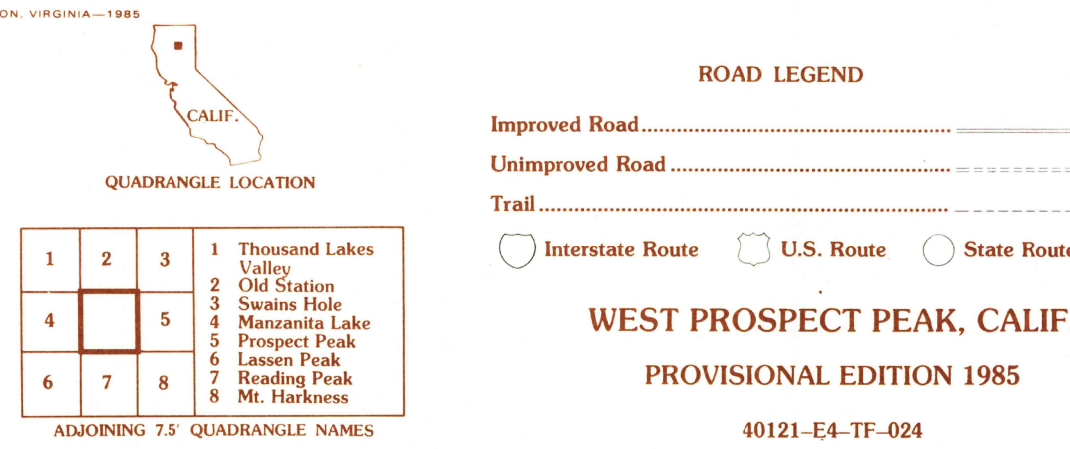 ON, VIRGINIA—1985
CALIF.
QUADRANGLE LOCATION
1 2 3
4 5
6 7 8
1 Thousand Lakes
Valley
2 Old Station
3 Swains Hole
4 Manzanita Lake
5 Prospect Peak
6 Lassen Peak
7 Reading Peak
8 Mt. Harkness
ADJOINING 7.5′ QUADRANGLE NAMES
ROAD LEGEND
Improved Road
Unimproved Road
Trail
Interstate Route U.S. Route State Route
WEST PROSPECT PEAK, CALIF
PROVISIONAL EDITION 1985
40121–E4–TF–024